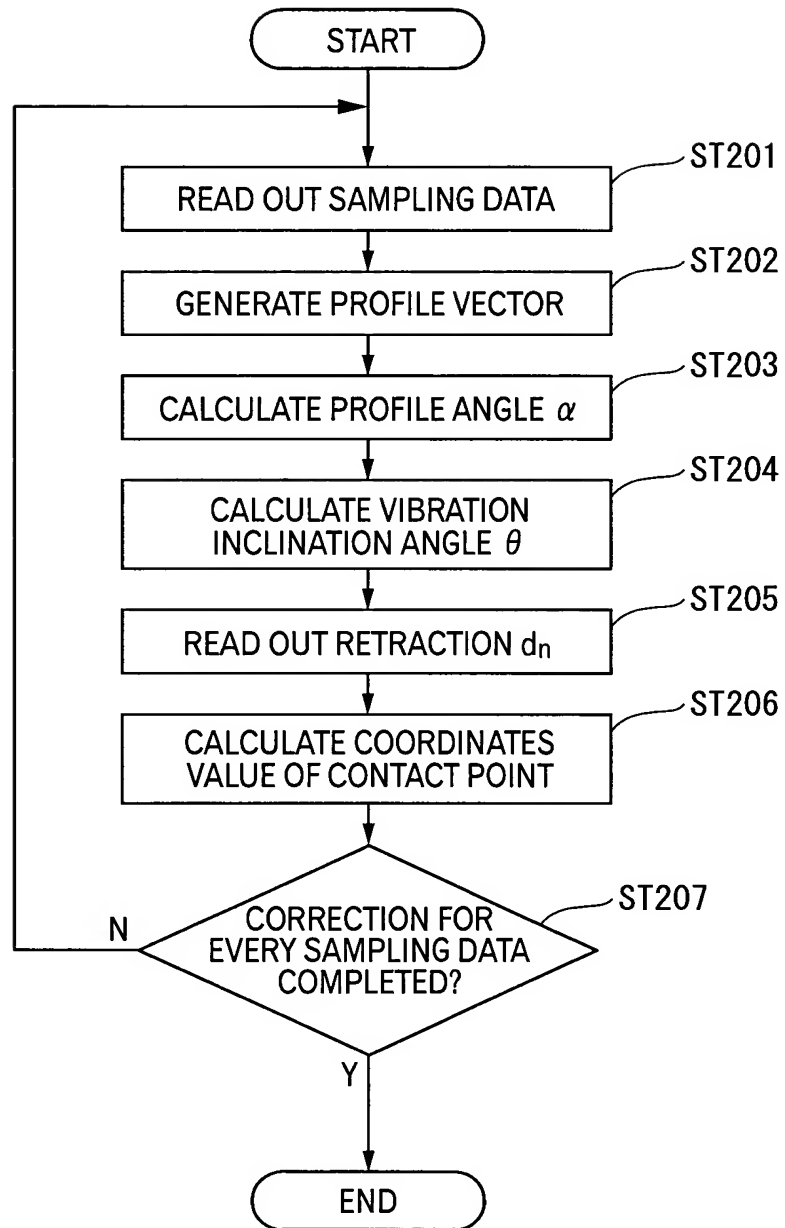 START
ST201
READ OUT SAMPLING DATA
ST202
GENERATE PROFILE VECTOR
ST203
CALCULATE PROFILE ANGLE α
ST204
CALCULATE VIBRATION
INCLINATION ANGLE θ
ST205
READ OUT RETRACTION dn
ST206
CALCULATE COORDINATES
VALUE OF CONTACT POINT
ST207
N
CORRECTION FOR
EVERY SAMPLING DATA
COMPLETED?
Y
END